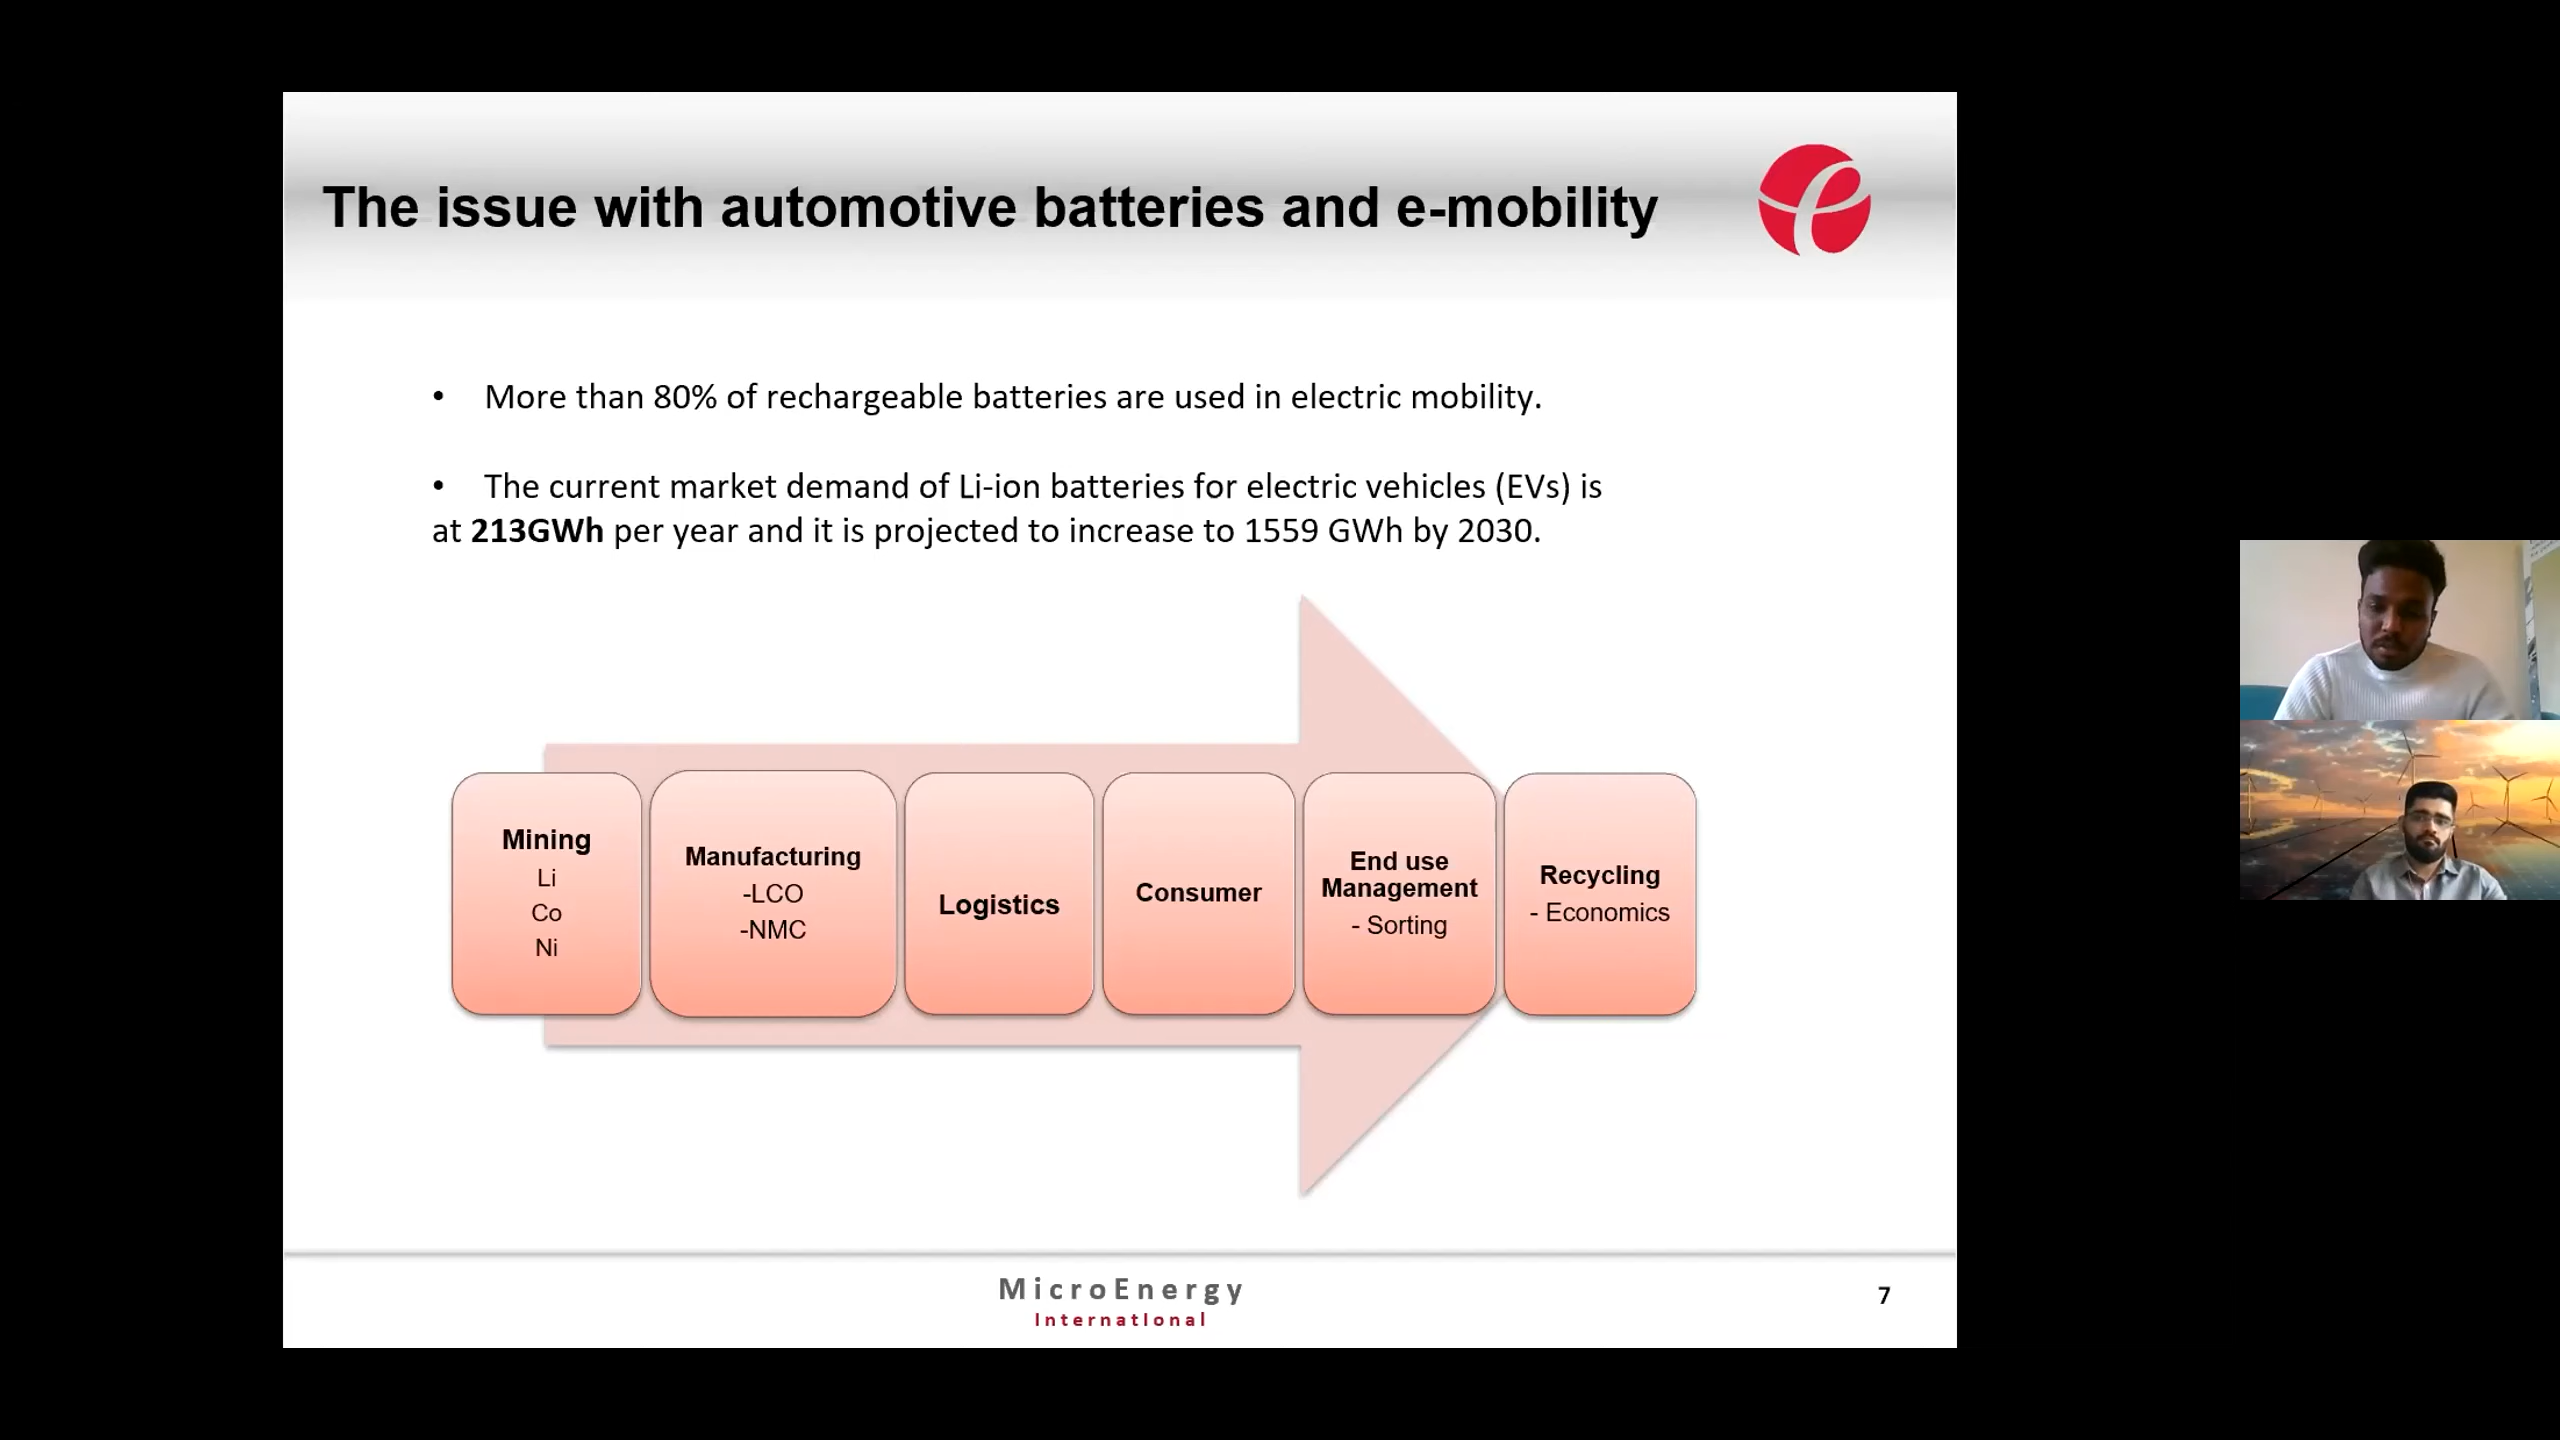 The issue with automotive batteries and e-mobility
• More than 80% of rechargeable batteries are used in electric mobility.
• The current market demand of Li-ion batteries for electric vehicles (EVs) is
at 213GWh per year and it is projected to increase to 1559 GWh by 2030.
Mining
Li
Co
Ni
Manufacturing
-LCO
-NMC
Logistics
Consumer
End use
Management
- Sorting
Recycling
- Economics
MicroEnergy
International
7